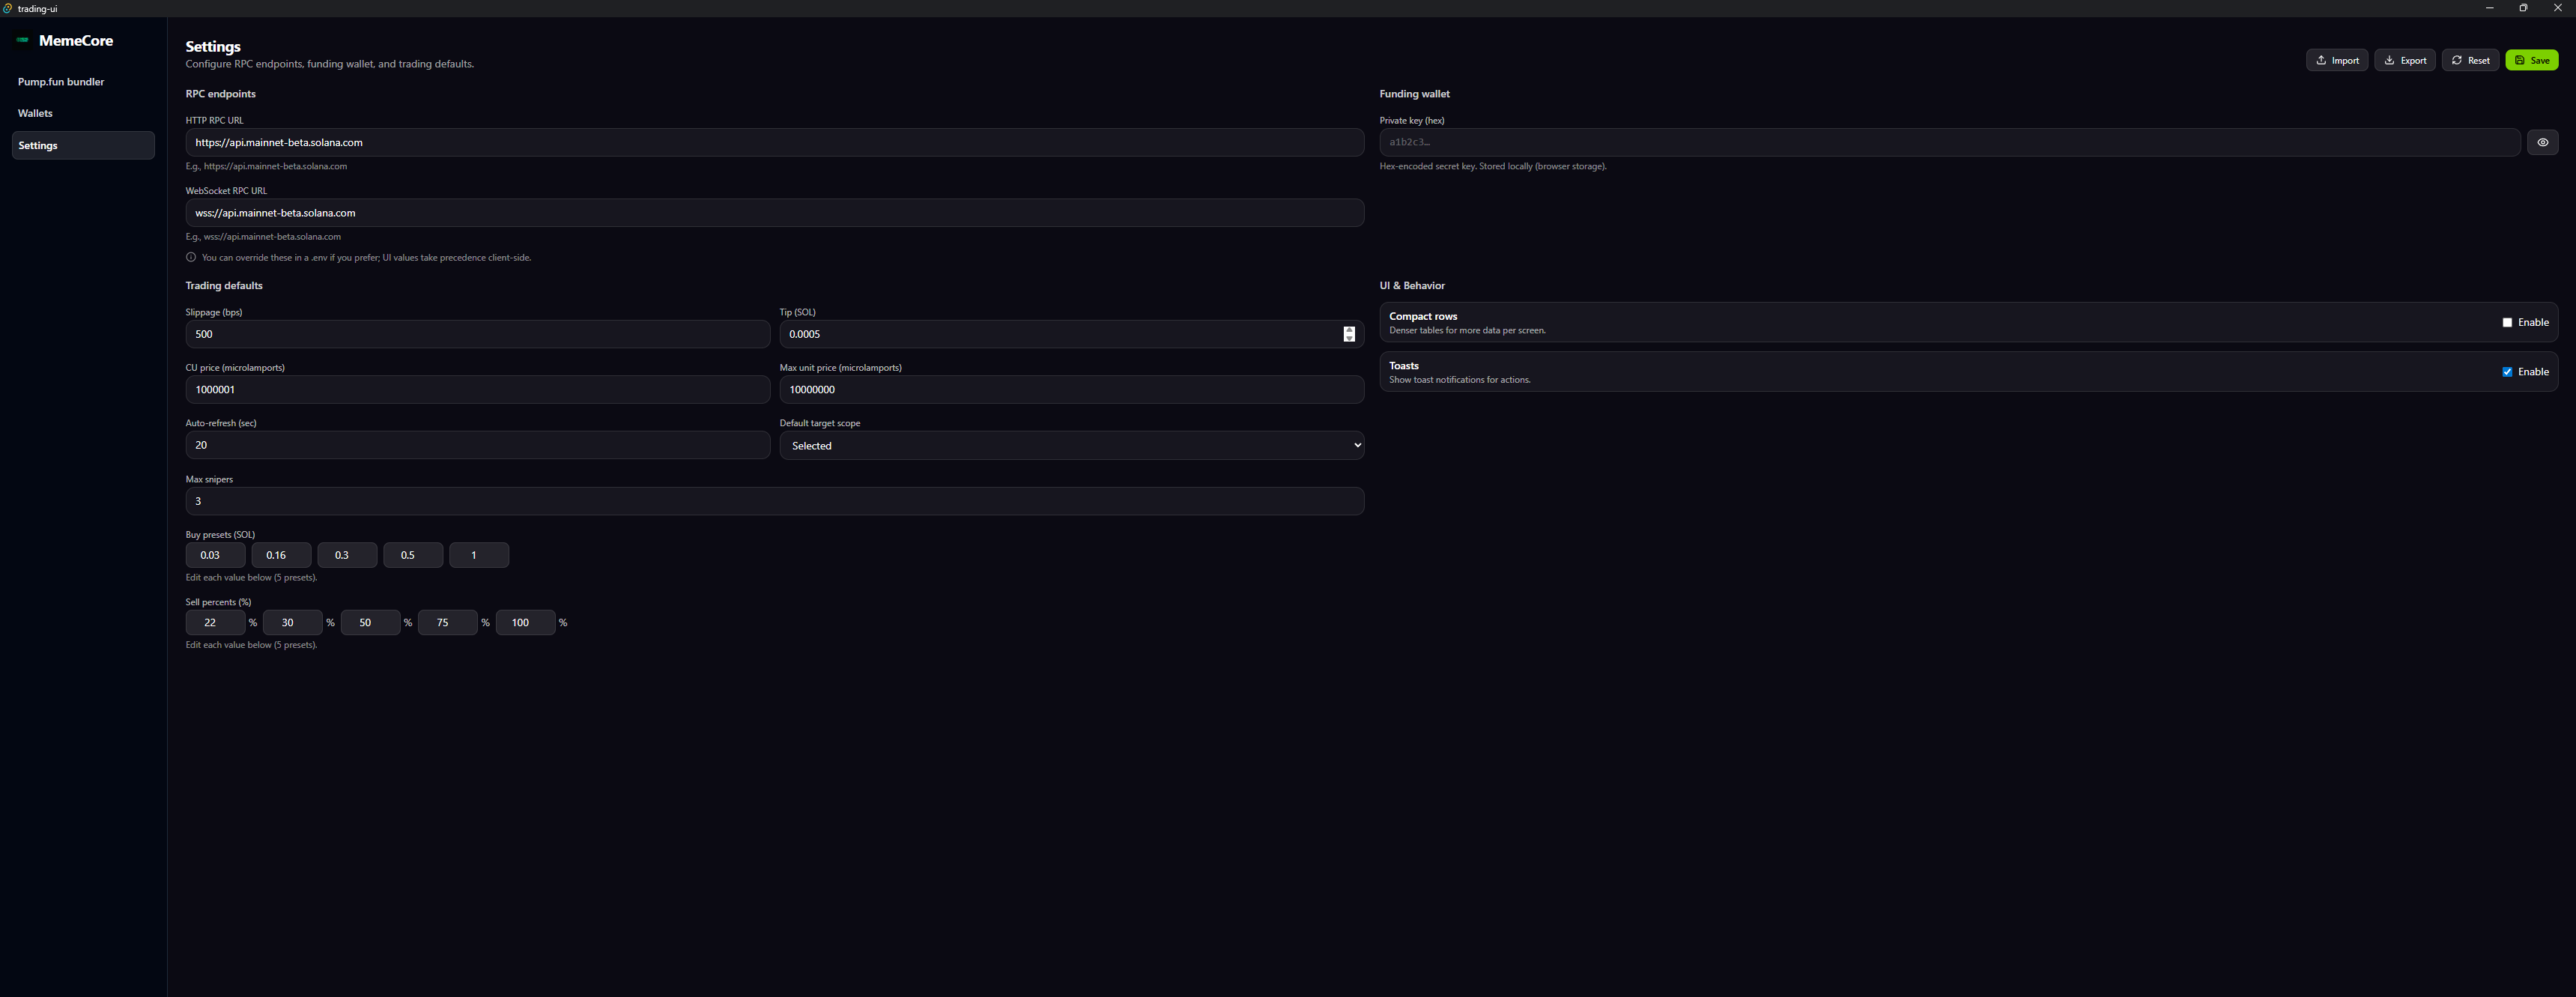 trading-ui
MemeCore
Pump.fun bundler
Wallets
Settings
Settings
Configure RPC endpoints, funding wallet, and trading defaults.
Import
Export
Reset
Save
RPC endpoints
HTTP RPC URL
https://api.mainnet-beta.solana.com
E.g., https://api.mainnet-beta.solana.com
WebSocket RPC URL
wss://api.mainnet-beta.solana.com
E.g., wss://api.mainnet-beta.solana.com
You can override these in a .env if you prefer; UI values take precedence client-side.
Funding wallet
Private key (hex)
a1b2c3...
Hex-encoded secret key. Stored locally (browser storage).
Trading defaults
Slippage (bps)
500
Tip (SOL)
0.0005
CU price (microlamports)
1000001
Max unit price (microlamports)
10000000
Auto-refresh (sec)
20
Default target scope
Selected
Max snipers
3
Buy presets (SOL)
0.03 0.16 0.3 0.5 1
Edit each value below (5 presets).
Sell percents (%)
22 % 30 % 50 % 75 % 100 %
Edit each value below (5 presets).
UI & Behavior
Compact rows
Denser tables for more data per screen.
Enable
Toasts
Show toast notifications for actions.
Enable